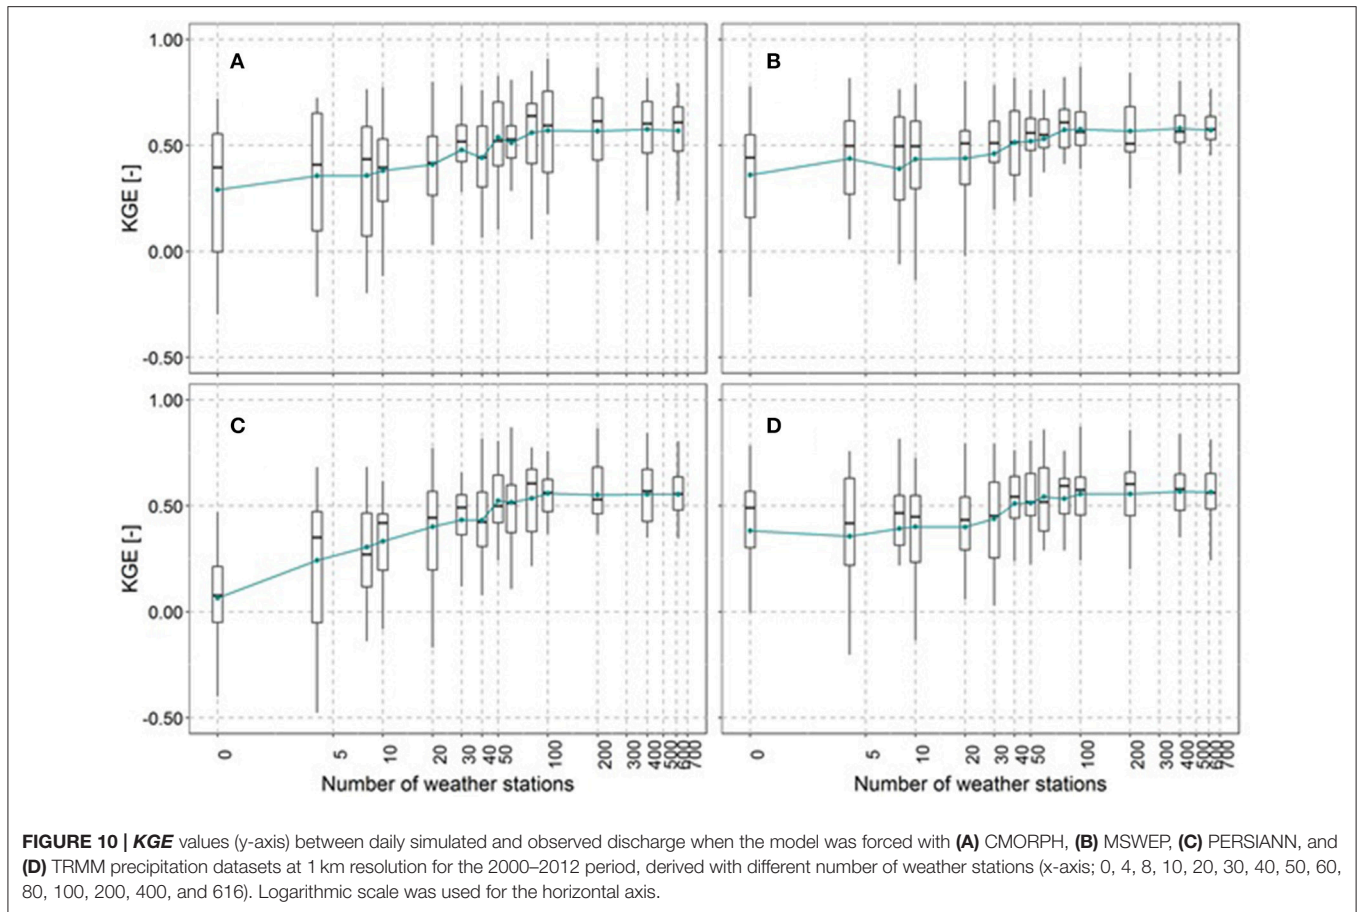 A
B
1.00
0.50
0.00
-0.50
KGE [-]
C
D
1.00
0.50
0.00
-0.50
KGE [-]
0 5 10 20 30 40 50 100 200 300 400 500 600 700
0 5 10 20 30 40 50 100 200 300 400 500 600 700
Number of weather stations
Number of weather stations
FIGURE 10 | KGE values (y-axis) between daily simulated and observed discharge when the model was forced with (A) CMORPH, (B) MSWEP, (C) PERSIANN, and
(D) TRMM precipitation datasets at 1 km resolution for the 2000–2012 period, derived with different number of weather stations (x-axis; 0, 4, 8, 10, 20, 30, 40, 50, 60,
80, 100, 200, 400, and 616). Logarithmic scale was used for the horizontal axis.